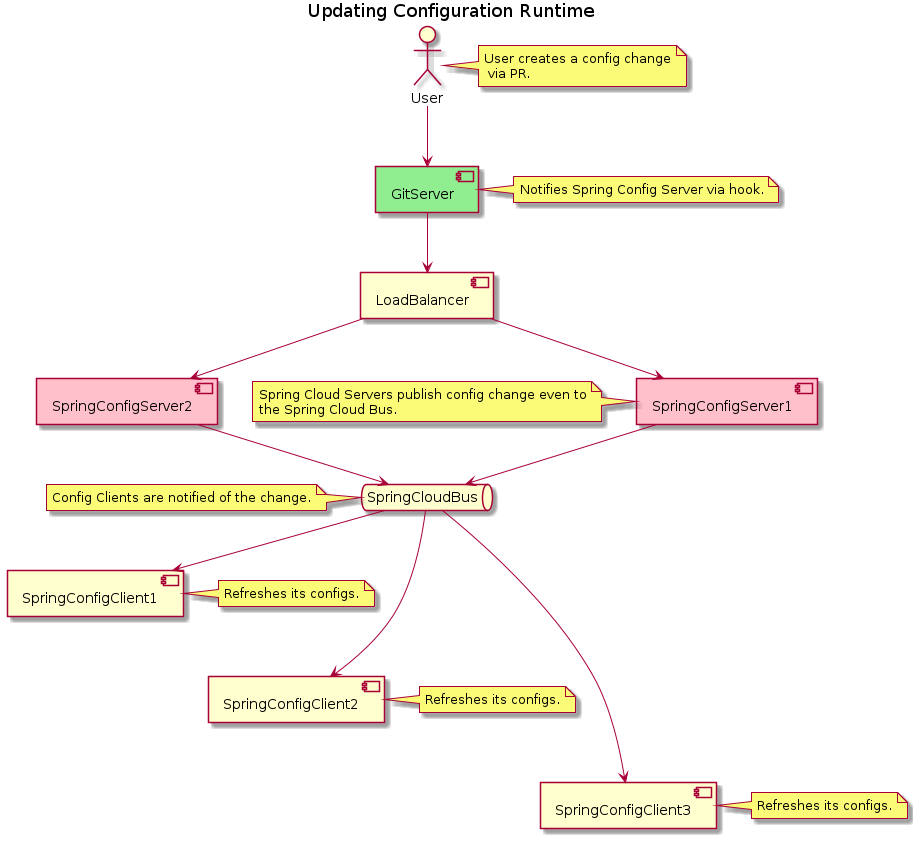 Updating Configuration Runtime
User creates a config change
via PR.
User
GitServer
Notifies Spring Config Server via hook.
LoadBalancer
SpringConfigServer2
Spring Cloud Servers publish config change even to
the Spring Cloud Bus.
SpringConfigServer1
Config Clients are notified of the change.
SpringCloudBus
SpringConfigClient1
Refreshes its configs.
SpringConfigClient2
Refreshes its configs.
SpringConfigClient3
Refreshes its configs.